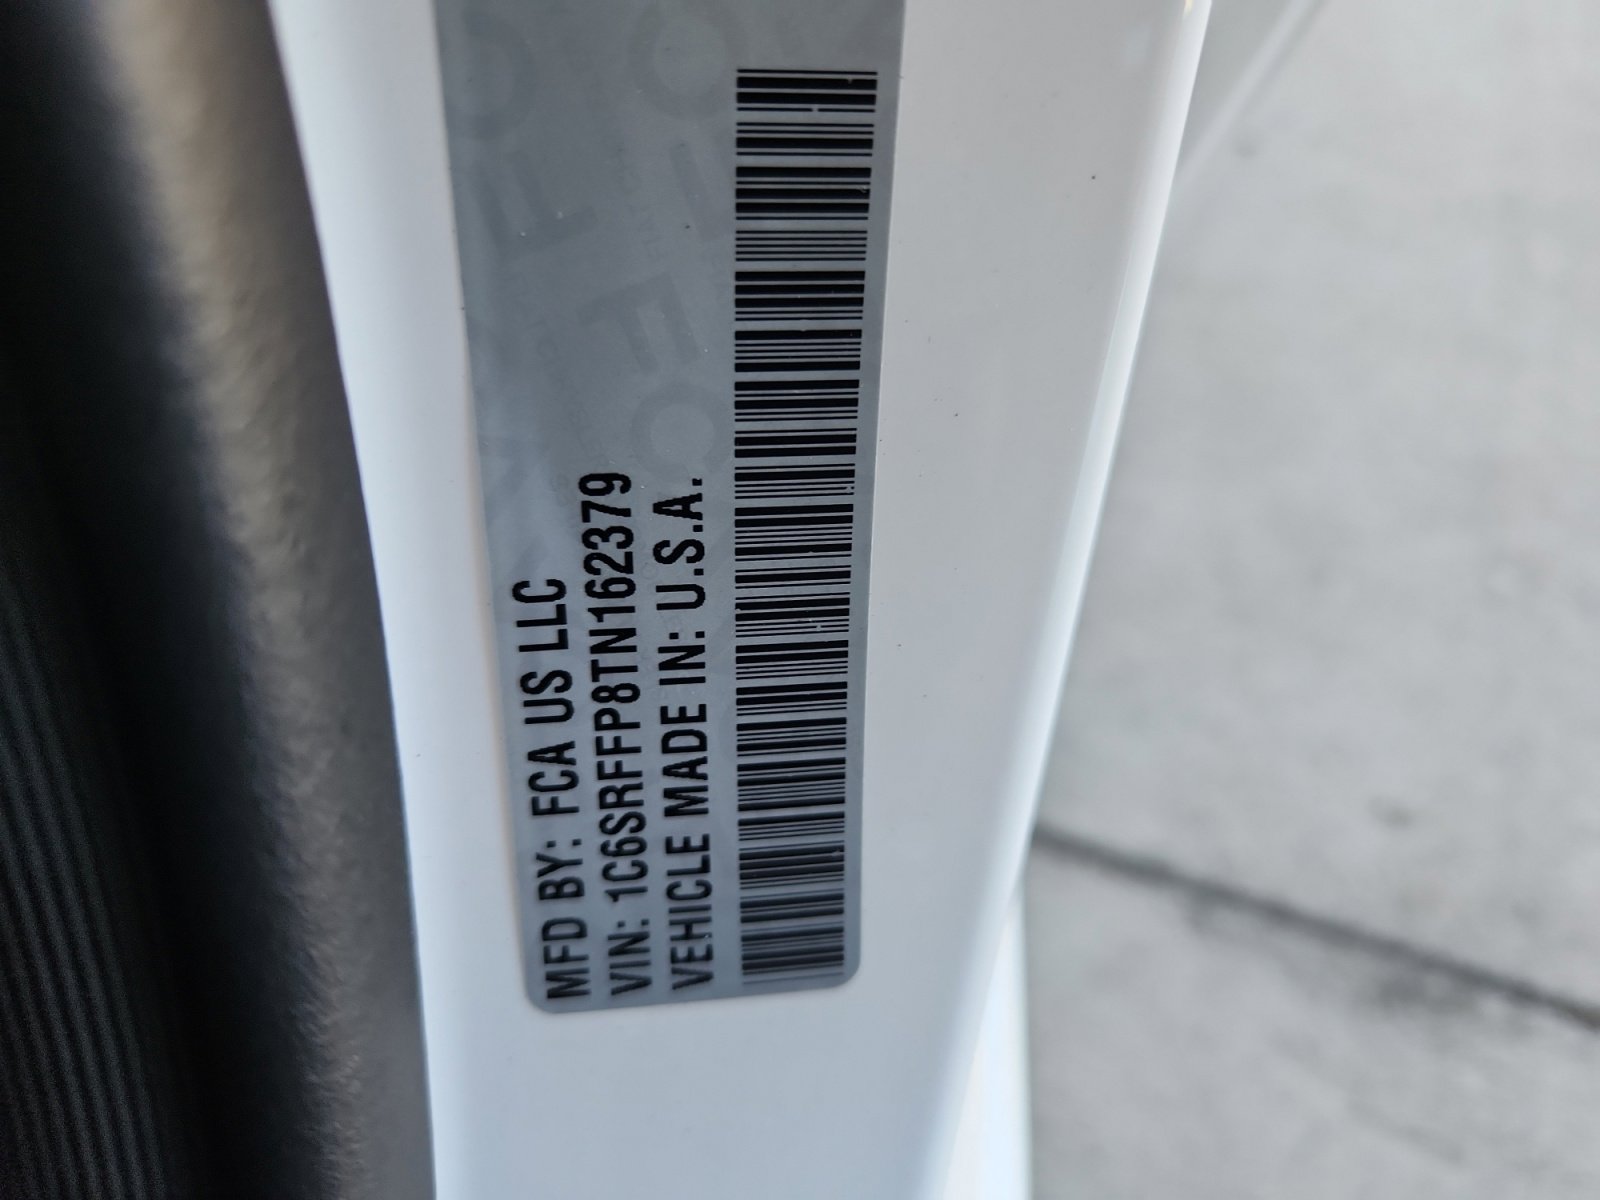 MFD BY: FCA US LLC
VIN: 1C6SRFFP8TN162379
VEHICLE MADE IN: U.S.A.